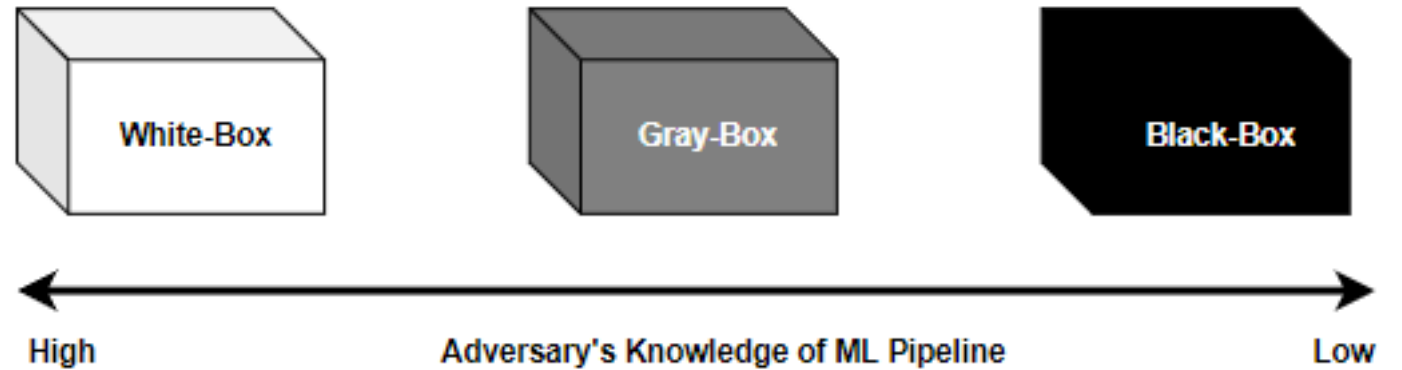 White-Box
Gray-Box
Black-Box
High
Adversary's Knowledge of ML Pipeline
Low